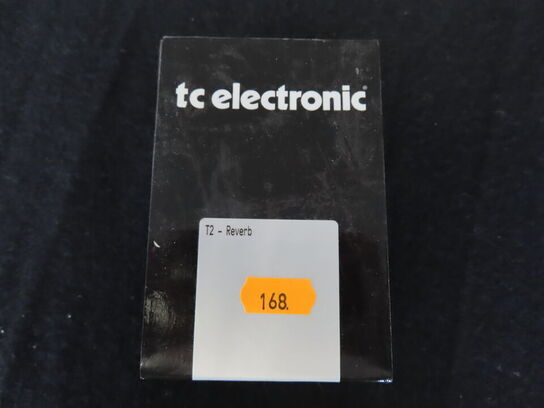 tc electronic
T2 - Reverb
168.